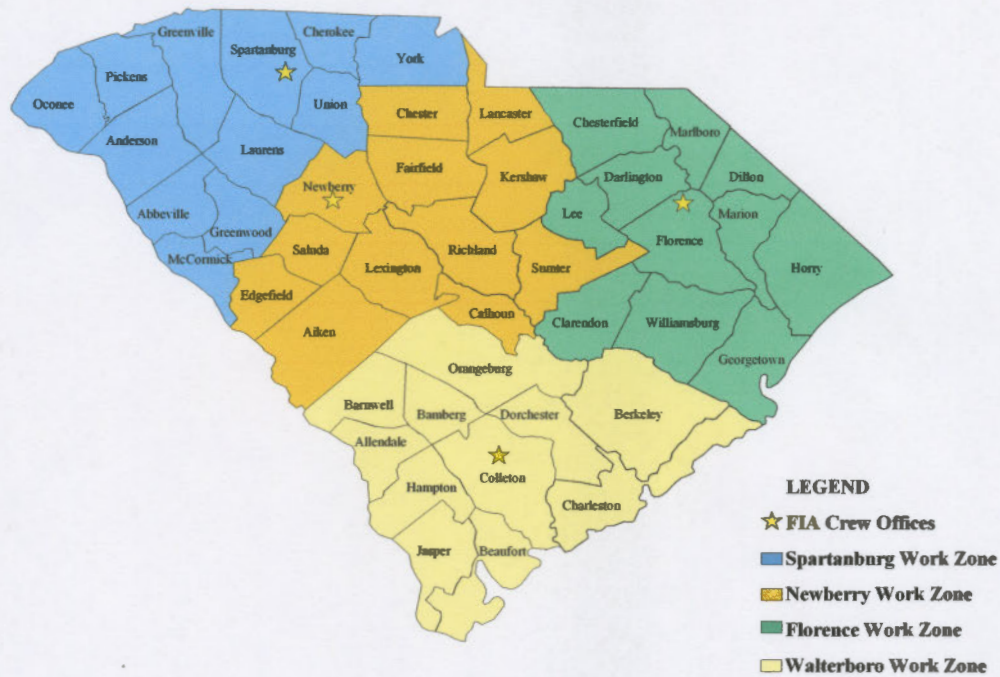 Greenville
Cherokee
Spartanburg
York
Pickens
Oconee
Union
Chester
Lancaster
Anderson
Chesterfield
Marlboro
Laurens
Fairfield
Kershaw
Darlington
Dillon
Newberry
Abbeville
Lee
Marion
Greenwood
Florence
Saluda
Richland
McCormick
Lexington
Sumter
Horry
Edgefield
Calhoun
Clarendon
Williamsburg
Aiken
Georgetown
Orangeburg
Barnwell
Bamberg
Dorchester
Berkeley
Allendale
Colleton
Hampton
Charleston
Jasper
Beaufort
LEGEND
FIA Crew Offices
Spartanburg Work Zone
Newberry Work Zone
Florence Work Zone
Walterboro Work Zone